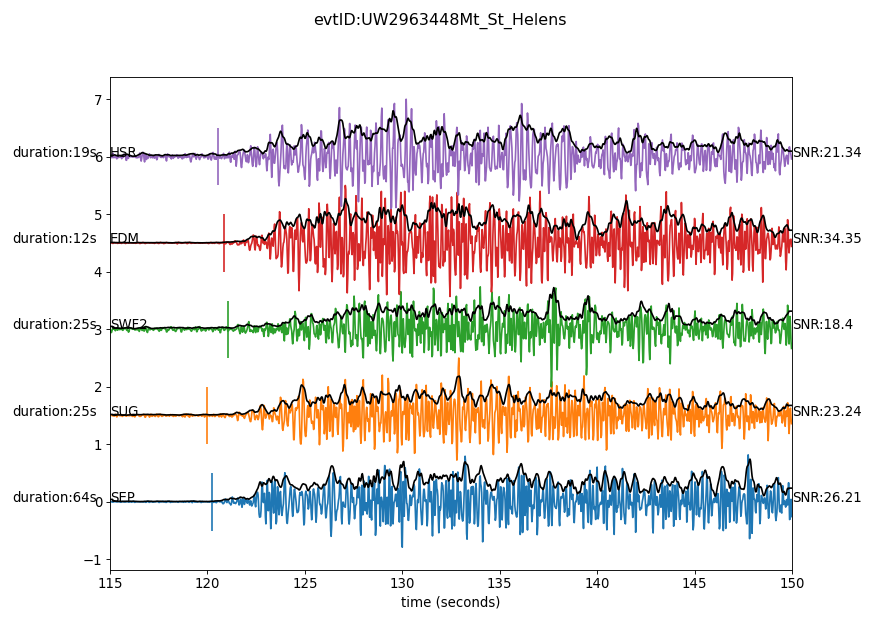 evtID:UW2963448Mt_St_Helens
7
duration:19s HSR SNR:21.34
6
5
duration:12s EDM SNR:34.35
4
duration:25s SWF2 SNR:18.4
3
2
duration:25s SUG SNR:23.24
1
duration:64s SEP SNR:26.21
0
−1
115 120 125 130 135 140 145 150
time (seconds)